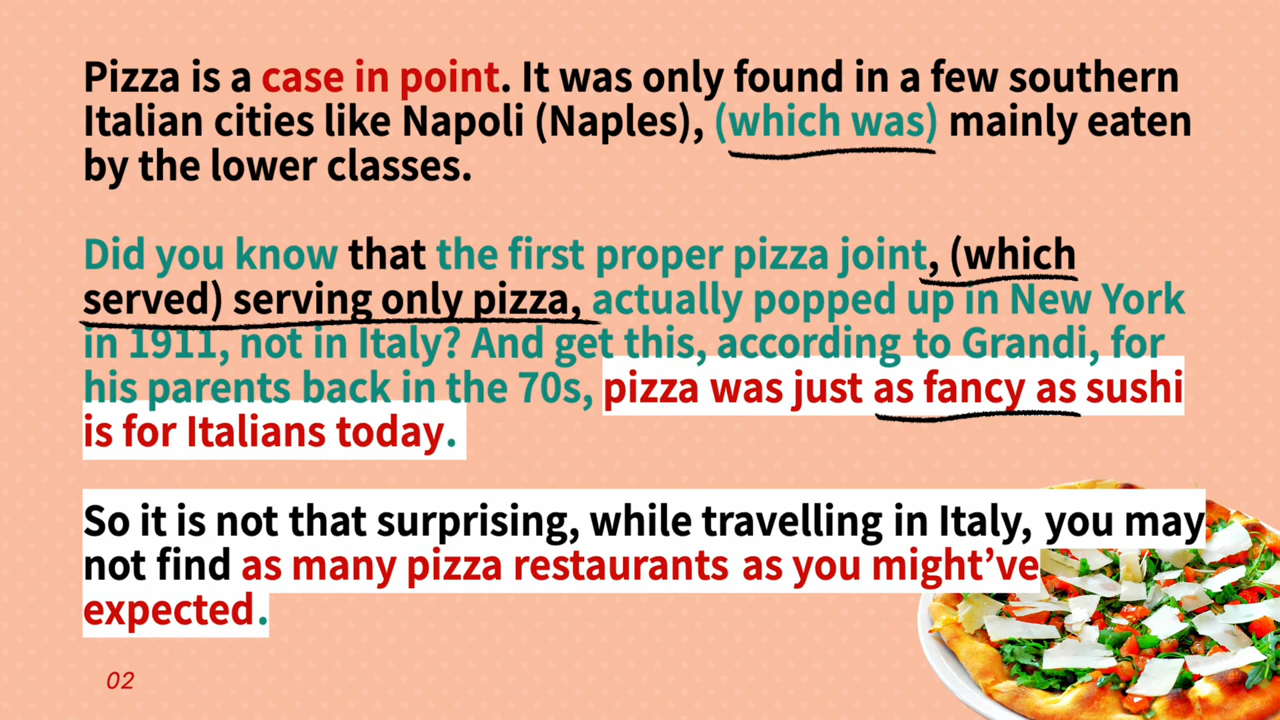 Pizza is a case in point. It was only found in a few southern
Italian cities like Napoli (Naples), (which was) mainly eaten
by the lower classes.
Did you know that the first proper pizza joint, (which
served) serving only pizza, actually popped up in New York
in 1911, not in Italy? And get this, according to Grandi, for
his parents back in the 70s, pizza was just as fancy as sushi
is for Italians today.
So it is not that surprising, while travelling in Italy, you may
not find as many pizza restaurants as you might’ve
expected.
02